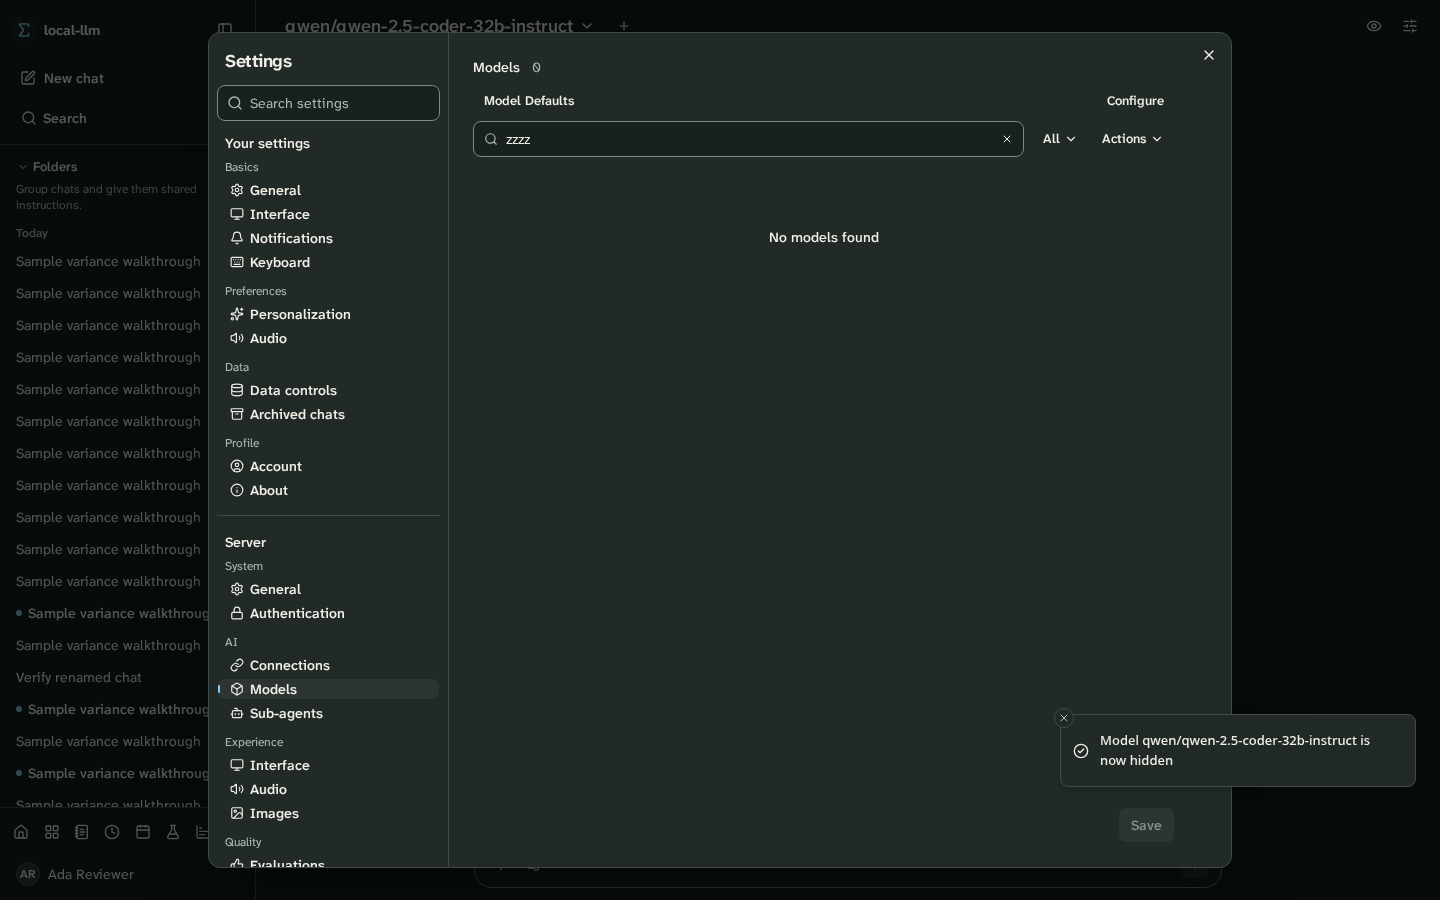 local-llm
New chat
Search
Folders
Group chats and give them shared
instructions.
Today
Sample variance walkthrough
Sample variance walkthrough
Sample variance walkthrough
Sample variance walkthrough
Sample variance walkthrough
Sample variance walkthrough
Sample variance walkthrough
Sample variance walkthrough
Sample variance walkthrough
Sample variance walkthrough
Sample variance walkthrough
Sample variance walkthroug
Sample variance walkthrough
Verify renamed chat
Sample variance walkthroug
Sample variance walkthrough
Sample variance walkthroug
Sample variance walkthrough
AR Ada Reviewer
qwen/qwen-2.5-coder-32b-instruct
Settings
Search settings
Your settings
Basics
General
Interface
Notifications
Keyboard
Preferences
Personalization
Audio
Data
Data controls
Archived chats
Profile
Account
About
Server
System
General
Authentication
AI
Connections
Models
Sub-agents
Experience
Interface
Audio
Images
Quality
Evaluations
Models 0
Model Defaults Configure
zzzz All Actions
No models found
Model qwen/qwen-2.5-coder-32b-instruct is
now hidden
Save